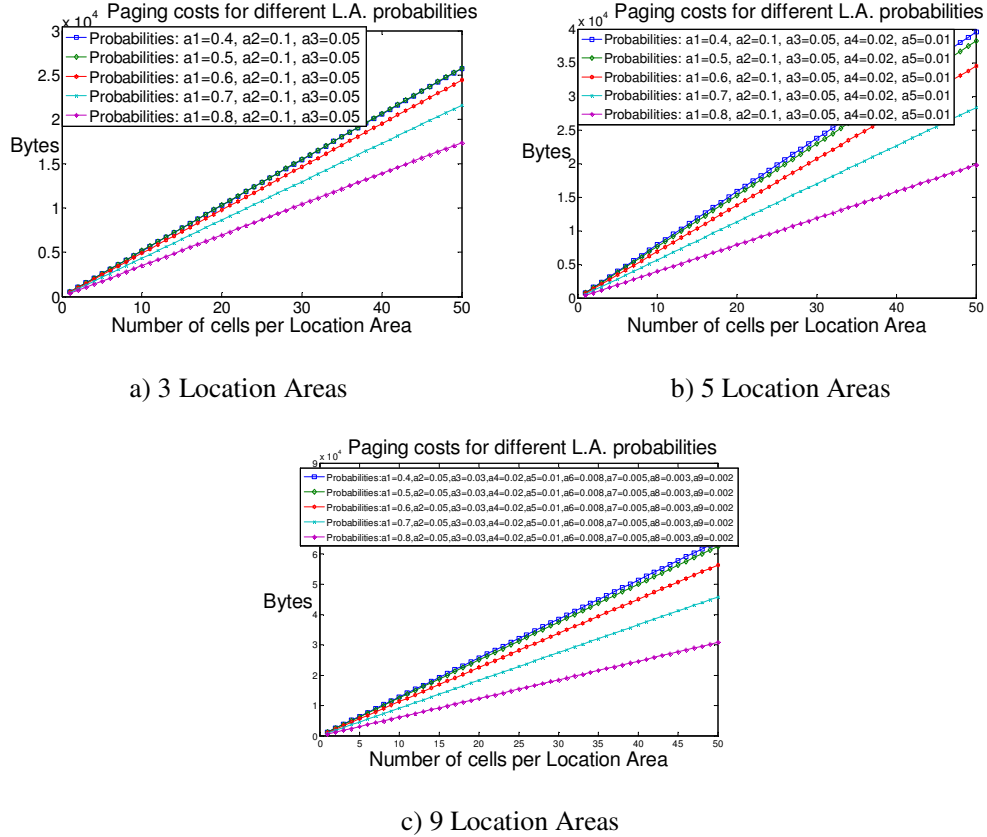 Paging costs for different L.A. probabilities
x 10^4
Probabilities: a1=0.4, a2=0.1, a3=0.05
Probabilities: a1=0.5, a2=0.1, a3=0.05
Probabilities: a1=0.6, a2=0.1, a3=0.05
Probabilities: a1=0.7, a2=0.1, a3=0.05
Probabilities: a1=0.8, a2=0.1, a3=0.05
3
2.5
2
1.5
1
0.5
0
Bytes
0 10 20 30 40 50
Number of cells per Location Area
a) 3 Location Areas
Paging costs for different L.A. probabilities
x 10^4
Probabilities: a1=0.4, a2=0.1, a3=0.05, a4=0.02, a5=0.01
Probabilities: a1=0.5, a2=0.1, a3=0.05, a4=0.02, a5=0.01
Probabilities: a1=0.6, a2=0.1, a3=0.05, a4=0.02, a5=0.01
Probabilities: a1=0.7, a2=0.1, a3=0.05, a4=0.02, a5=0.01
Probabilities: a1=0.8, a2=0.1, a3=0.05, a4=0.02, a5=0.01
4
3.5
3
2.5
2
1.5
1
0.5
0
Bytes
0 10 20 30 40 50
Number of cells per Location Area
b) 5 Location Areas
Paging costs for different L.A. probabilities
x 10^4
Probabilities:a1=0.4,a2=0.05,a3=0.03,a4=0.02,a5=0.01,a6=0.008,a7=0.005,a8=0.003,a9=0.002
Probabilities:a1=0.5,a2=0.05,a3=0.03,a4=0.02,a5=0.01,a6=0.008,a7=0.005,a8=0.003,a9=0.002
Probabilities:a1=0.6,a2=0.05,a3=0.03,a4=0.02,a5=0.01,a6=0.008,a7=0.005,a8=0.003,a9=0.002
Probabilities:a1=0.7,a2=0.05,a3=0.03,a4=0.02,a5=0.01,a6=0.008,a7=0.005,a8=0.003,a9=0.002
Probabilities:a1=0.8,a2=0.05,a3=0.03,a4=0.02,a5=0.01,a6=0.008,a7=0.005,a8=0.003,a9=0.002
9
6
5
4
3
2
1
0
Bytes
0 5 10 15 20 25 30 35 40 45 50
Number of cells per Location Area
c) 9 Location Areas